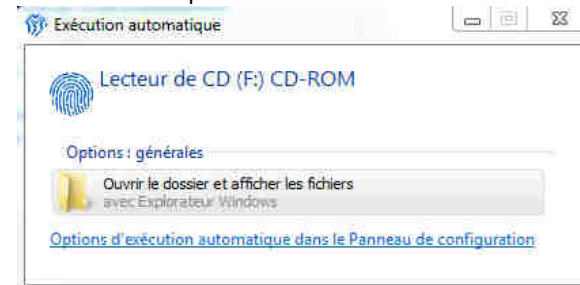 Exécution automatique
Lecteur de CD (F:) CD-ROM
Options : générales
Ouvrir le dossier et afficher les fichiers
avec Explorateur Windows
Options d'exécution automatique dans le Panneau de configuration